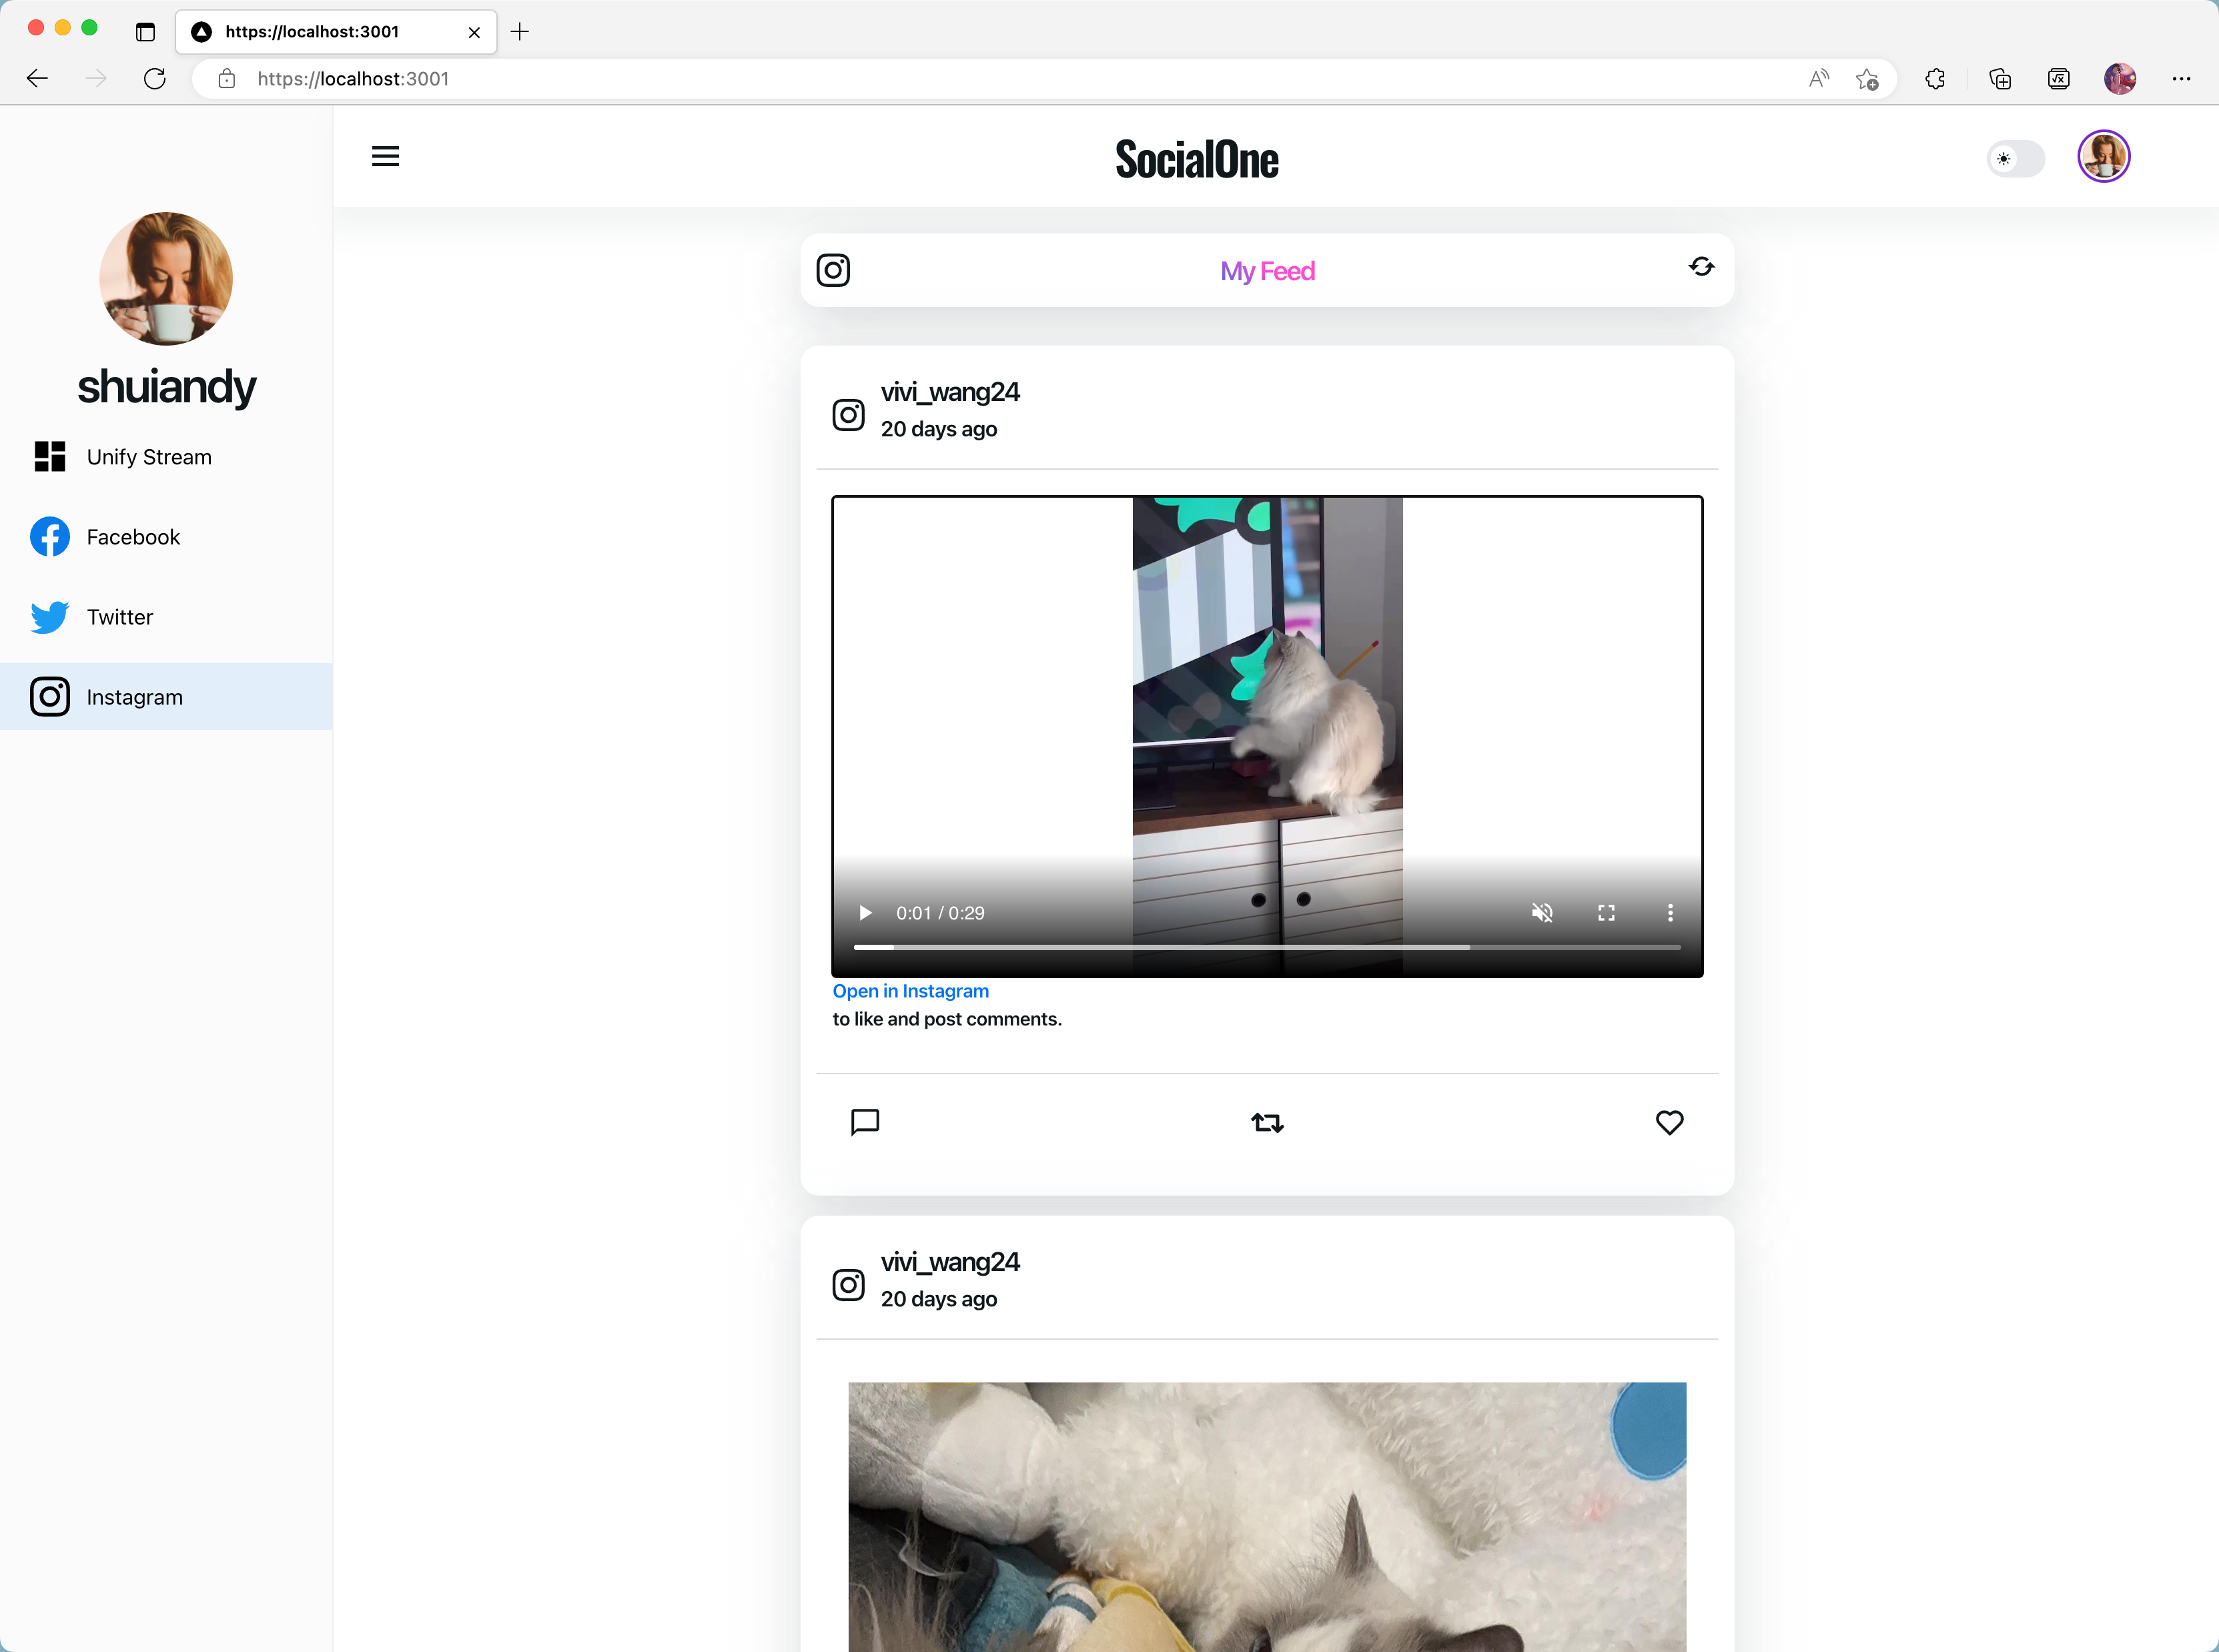 https://localhost:3001
https://localhost:3001
SocialOne
shuiandy
Unify Stream
Facebook
Twitter
Instagram
My Feed
vivi_wang24
20 days ago
0:01 / 0:29
Open in Instagram
to like and post comments.
vivi_wang24
20 days ago